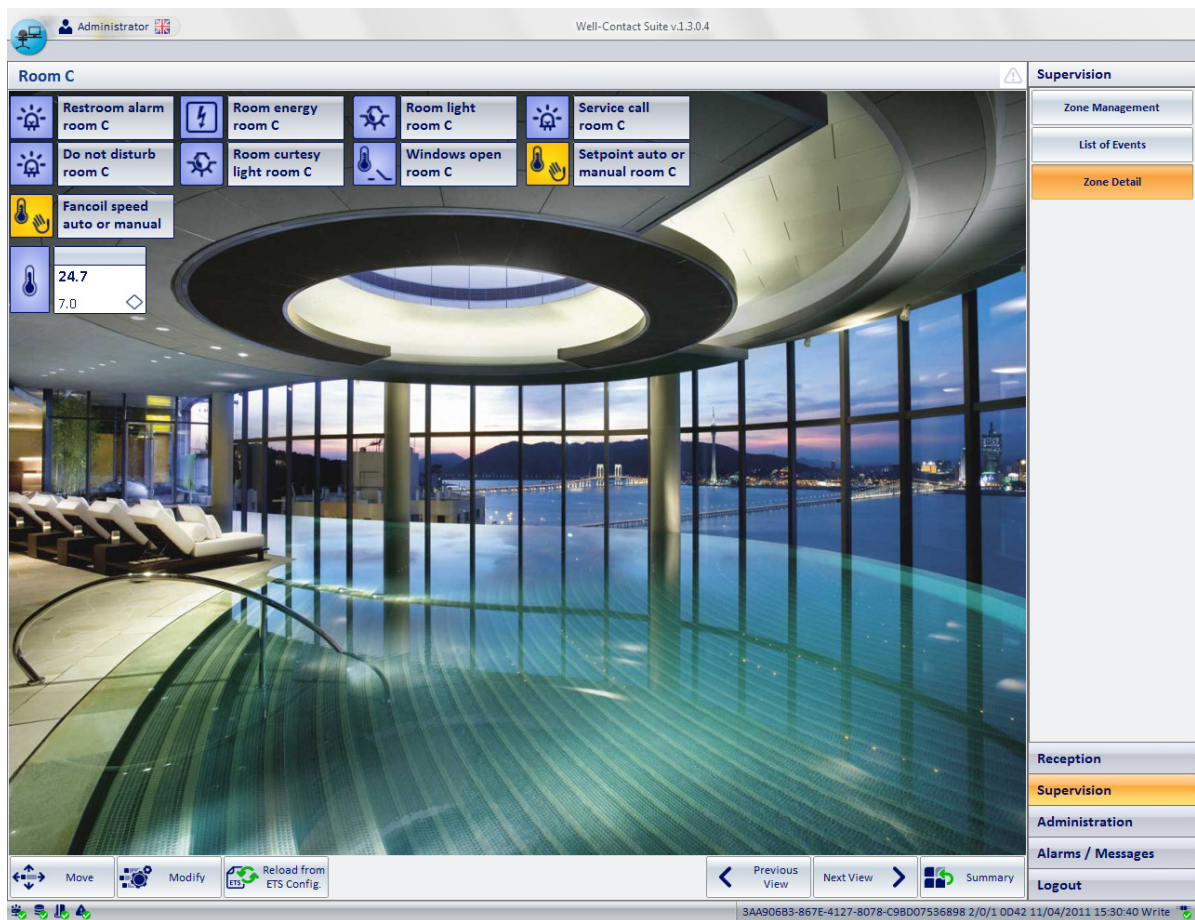 Administrator
Well-Contact Suite v.1.3.0.4
Room C
Supervision
Restroom alarm
room C
Room energy
room C
Room light
room C
Service call
room C
Do not disturb
room C
Room curtesy
light room C
Windows open
room C
Setpoint auto or
manual room C
Fancoil speed
auto or manual
24.7
7.0
Zone Management
List of Events
Zone Detail
Reception
Supervision
Administration
Alarms / Messages
Logout
Move
Modify
ETS
Reload from
ETS Config.
Previous
View
Next View
Summary
3AA906B3-867E-4127-8078-C9BD07536898 2/0/1 0D42 11/04/2011 15:30:40 Write